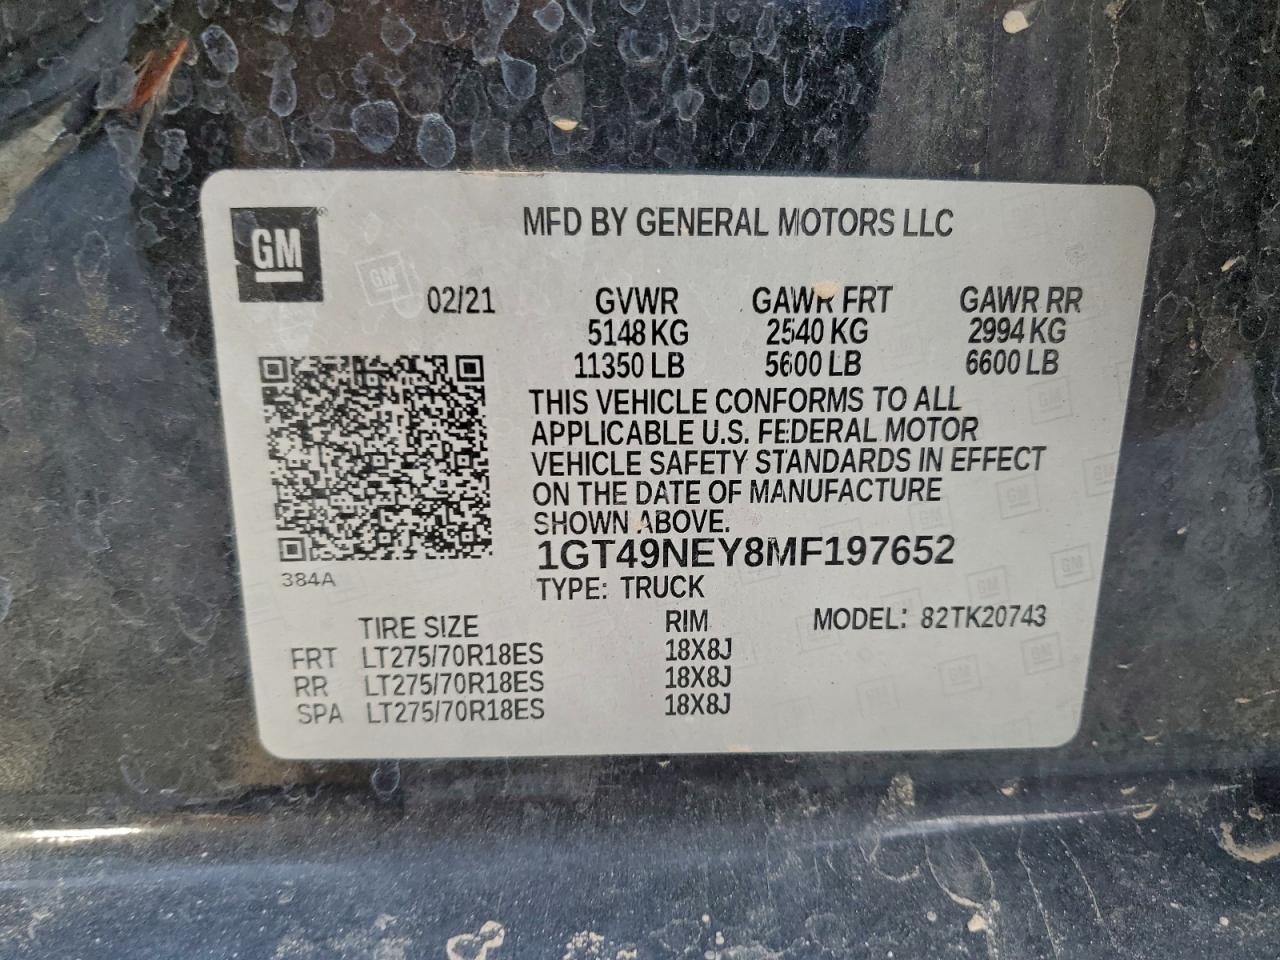 GM
MFD BY GENERAL MOTORS LLC
02/21 GVWR GAWR FRT GAWR RR
5148 KG 2540 KG 2994 KG
11350 LB 5600 LB 6600 LB
THIS VEHICLE CONFORMS TO ALL
APPLICABLE U.S. FEDERAL MOTOR
VEHICLE SAFETY STANDARDS IN EFFECT
ON THE DATE OF MANUFACTURE
SHOWN ABOVE.
1GT49NEY8MF197652
384A
TYPE: TRUCK
TIRE SIZE RIM MODEL: 82TK20743
FRT LT275/70R18ES 18X8J
RR LT275/70R18ES 18X8J
SPA LT275/70R18ES 18X8J